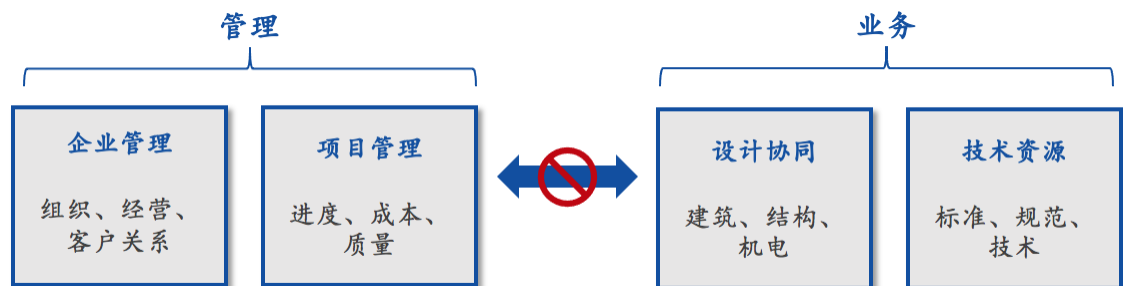 管理
业务
企业管理
组织、经营、
客户关系
项目管理
进度、成本、
质量
设计协同
建筑、结构、
机电
技术资源
标准、规范、
技术